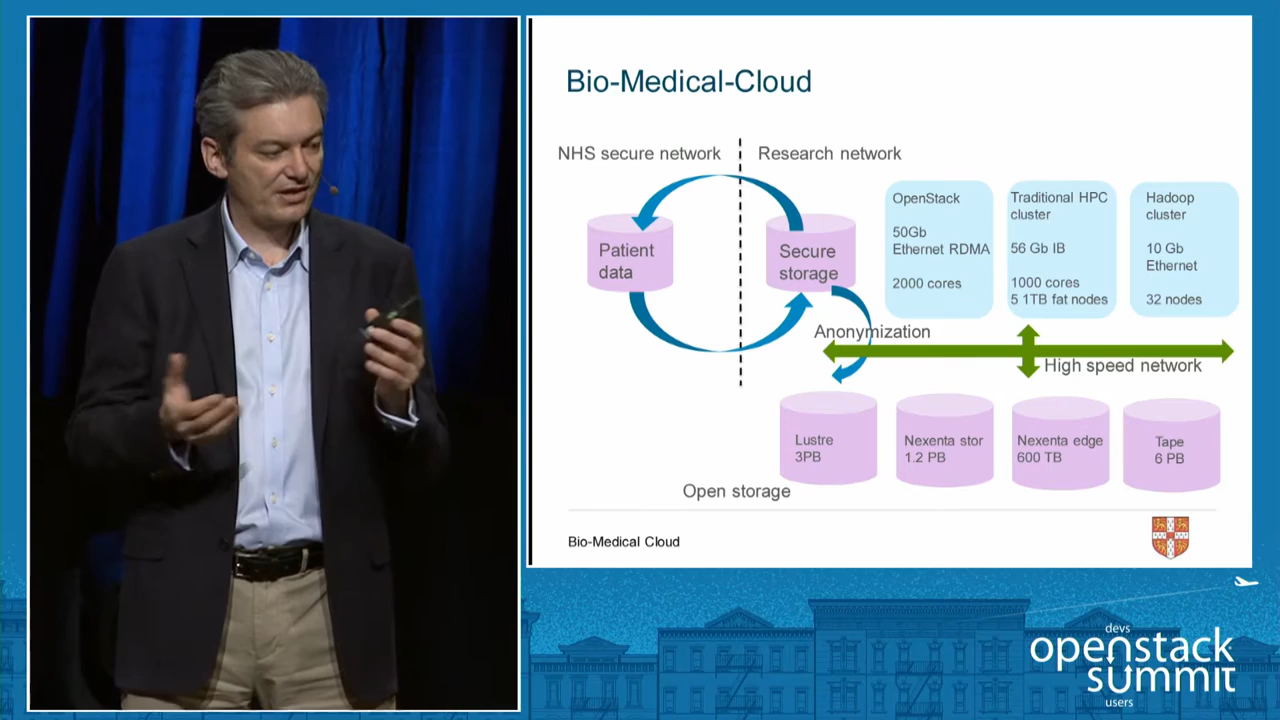 Bio-Medical-Cloud
NHS secure network
Research network
Patient
data
Secure
storage
OpenStack
50Gb
Ethernet RDMA
2000 cores
Traditional HPC
cluster
56 Gb IB
1000 cores
5 1TB fat nodes
Hadoop
cluster
10 Gb
Ethernet
32 nodes
Anonymization
High speed network
Lustre
3PB
Nexenta stor
1.2 PB
Nexenta edge
600 TB
Tape
6 PB
Open storage
Bio-Medical Cloud
devs
openstack
summit
users